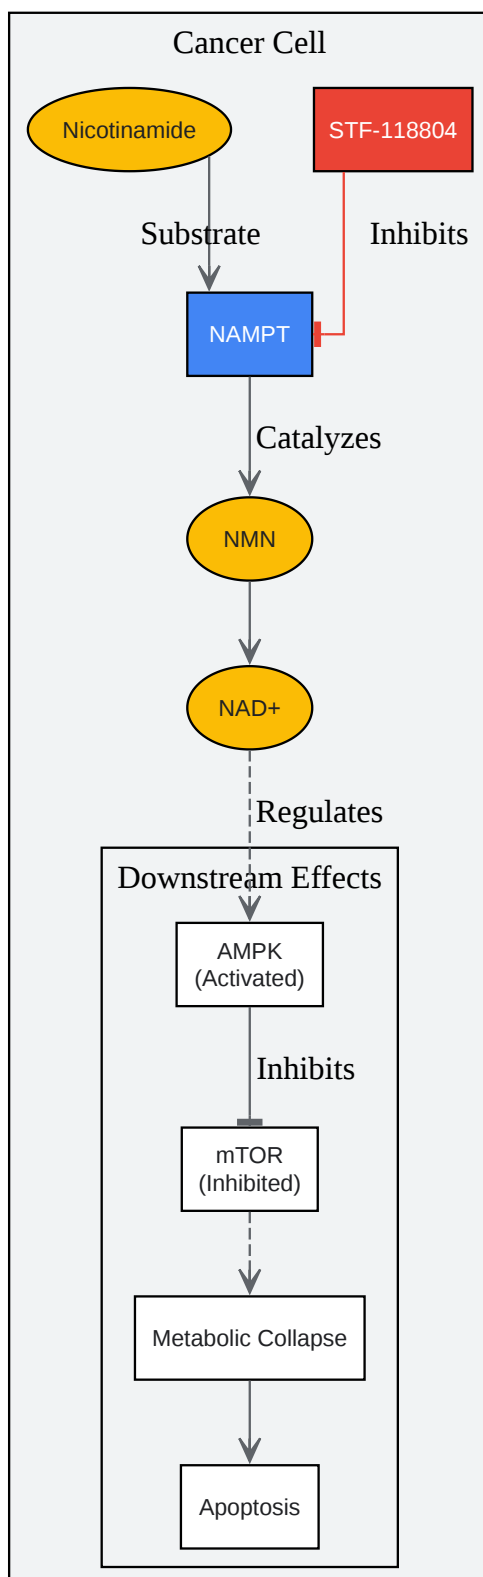 Cancer Cell
Nicotinamide
STF-118804
Substrate
Inhibits
NAMPT
Catalyzes
NMN
NAD+
Regulates
Downstream Effects
AMPK
(Activated)
Inhibits
mTOR
(Inhibited)
Metabolic Collapse
Apoptosis